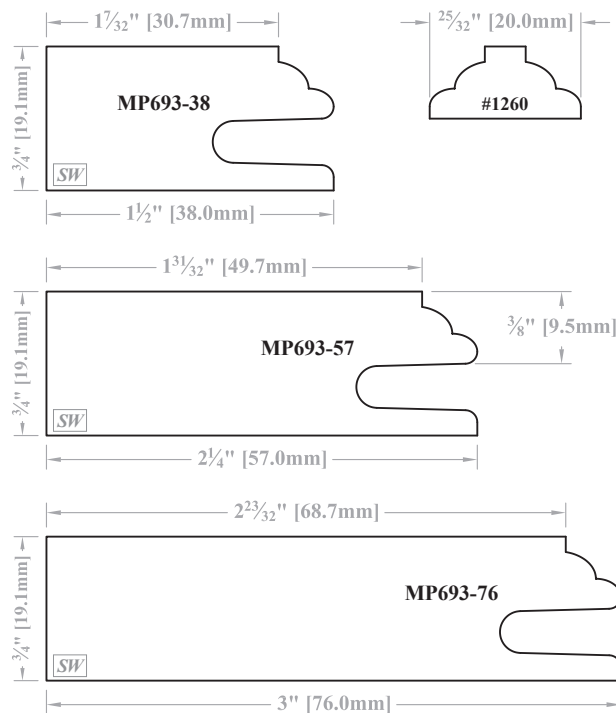 1 7/32" [30.7mm]
25/32" [20.0mm]
MP693-38
#1260
3/4" [19.1mm]
SW
1 1/2" [38.0mm]
1 31/32" [49.7mm]
3/8" [9.5mm]
MP693-57
3/4" [19.1mm]
SW
2 1/4" [57.0mm]
2 23/32" [68.7mm]
MP693-76
3/4" [19.1mm]
SW
3" [76.0mm]